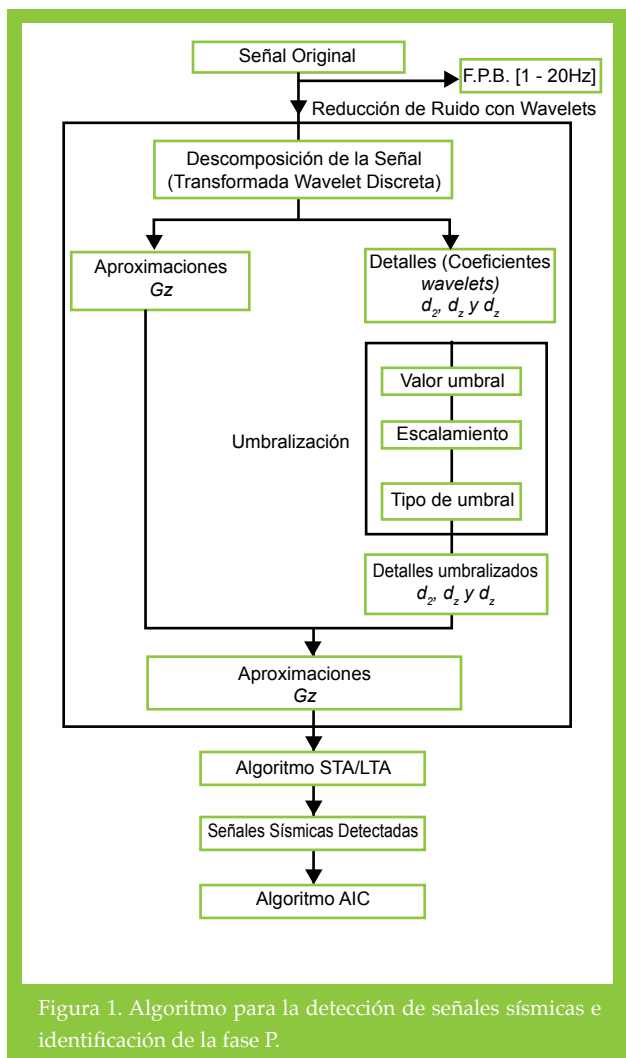 Señal Original
F.P.B. [1 - 20Hz]
Reducción de Ruido con Wavelets
Descomposición de la Señal
(Transformada Wavelet Discreta)
Aproximaciones
Gz
Detalles (Coeficientes
wavelets)
d2, dz y dz
Umbralización
Valor umbral
Escalamiento
Tipo de umbral
Detalles umbralizados
d2, dz y dz
Aproximaciones
Gz
Algoritmo STA/LTA
Señales Sísmicas Detectadas
Algoritmo AIC
Figura 1. Algoritmo para la detección de señales sísmicas e
identificación de la fase P.